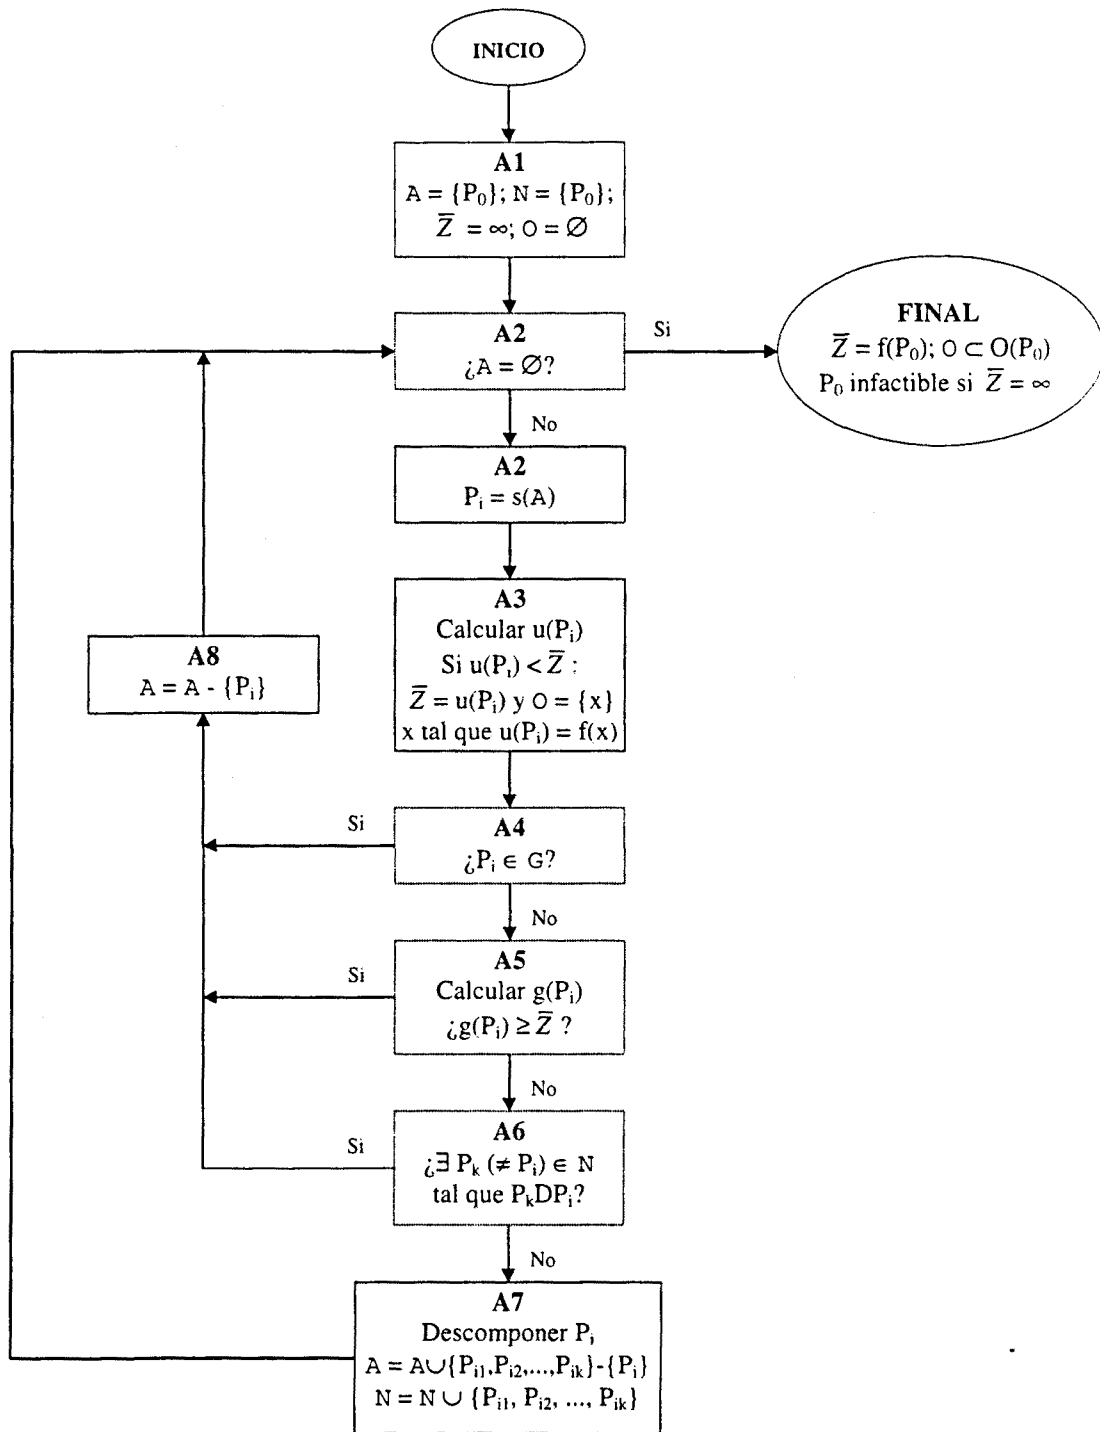 INICIO
A1
A = {P₀}; N = {P₀};
Z̅ = ∞; O = ∅
A2
¿A = ∅?
Si
FINAL
Z̅ = f(P₀); O ⊂ O(P₀)
P₀ infactible si Z̅ = ∞
No
A2
Pᵢ = s(A)
A3
Calcular u(Pᵢ)
Si u(Pᵢ) < Z̅ :
Z̅ = u(Pᵢ) y O = {x}
x tal que u(Pᵢ) = f(x)
A8
A = A - {Pᵢ}
Si
A4
¿Pᵢ ∈ G?
No
Si
A5
Calcular g(Pᵢ)
¿g(Pᵢ) ≥ Z̅ ?
No
Si
A6
¿∃ Pₖ (≠ Pᵢ) ∈ N
tal que PₖDPᵢ?
No
A7
Descomponer Pᵢ
A = A∪{Pᵢ₁,Pᵢ₂,...,Pᵢₖ}-{Pᵢ}
N = N ∪ {Pᵢ₁, Pᵢ₂, ..., Pᵢₖ}